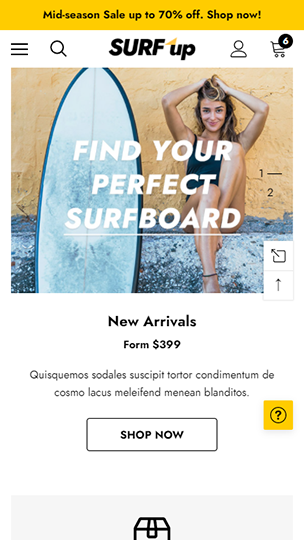 Mid-season Sale up to 70% off. Shop now!
SURF up
6
FIND YOUR
PERFECT
SURFBOARD
1
2
New Arrivals
Form $399
Quisquemos sodales suscipit tortor condimentum de
cosmo lacus meleifend menean blanditos.
SHOP NOW